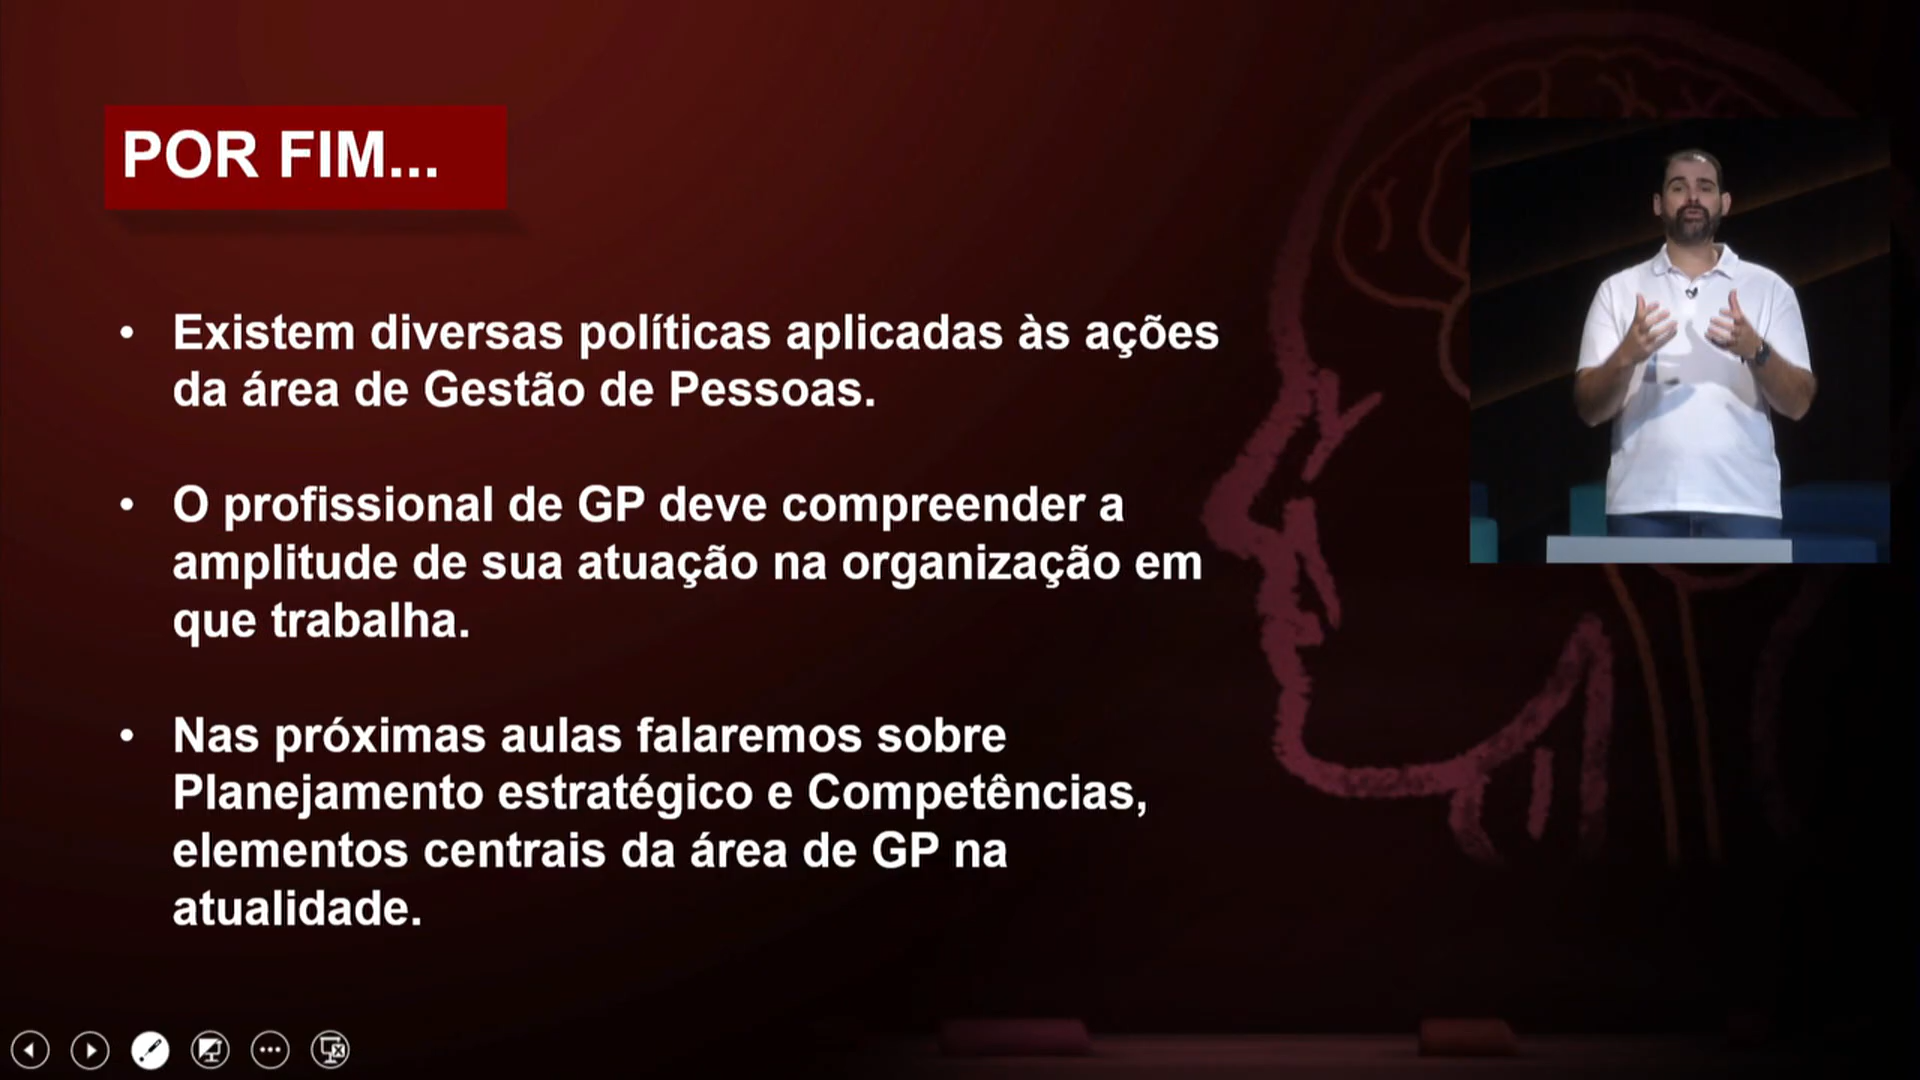 POR FIM...
• Existem diversas políticas aplicadas às ações
da área de Gestão de Pessoas.
• O profissional de GP deve compreender a
amplitude de sua atuação na organização em
que trabalha.
• Nas próximas aulas falaremos sobre
Planejamento estratégico e Competências,
elementos centrais da área de GP na
atualidade.